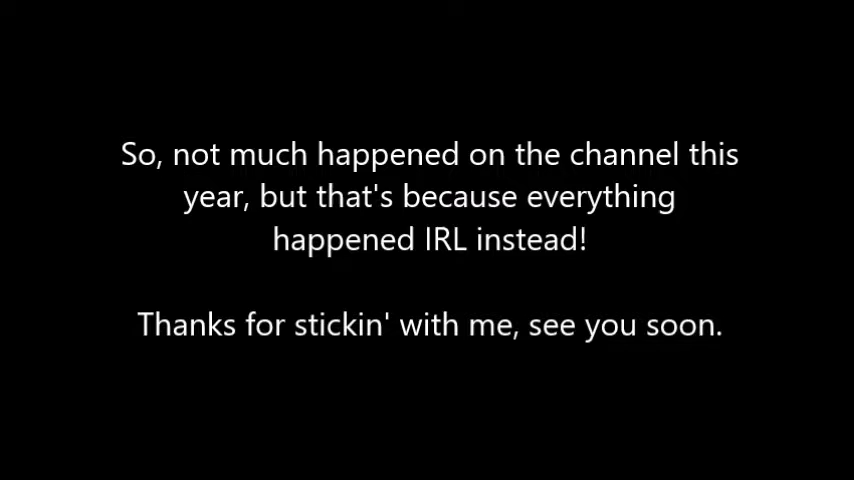 So, not much happened on the channel this
year, but that's because everything
happened IRL instead!
Thanks for stickin' with me, see you soon.